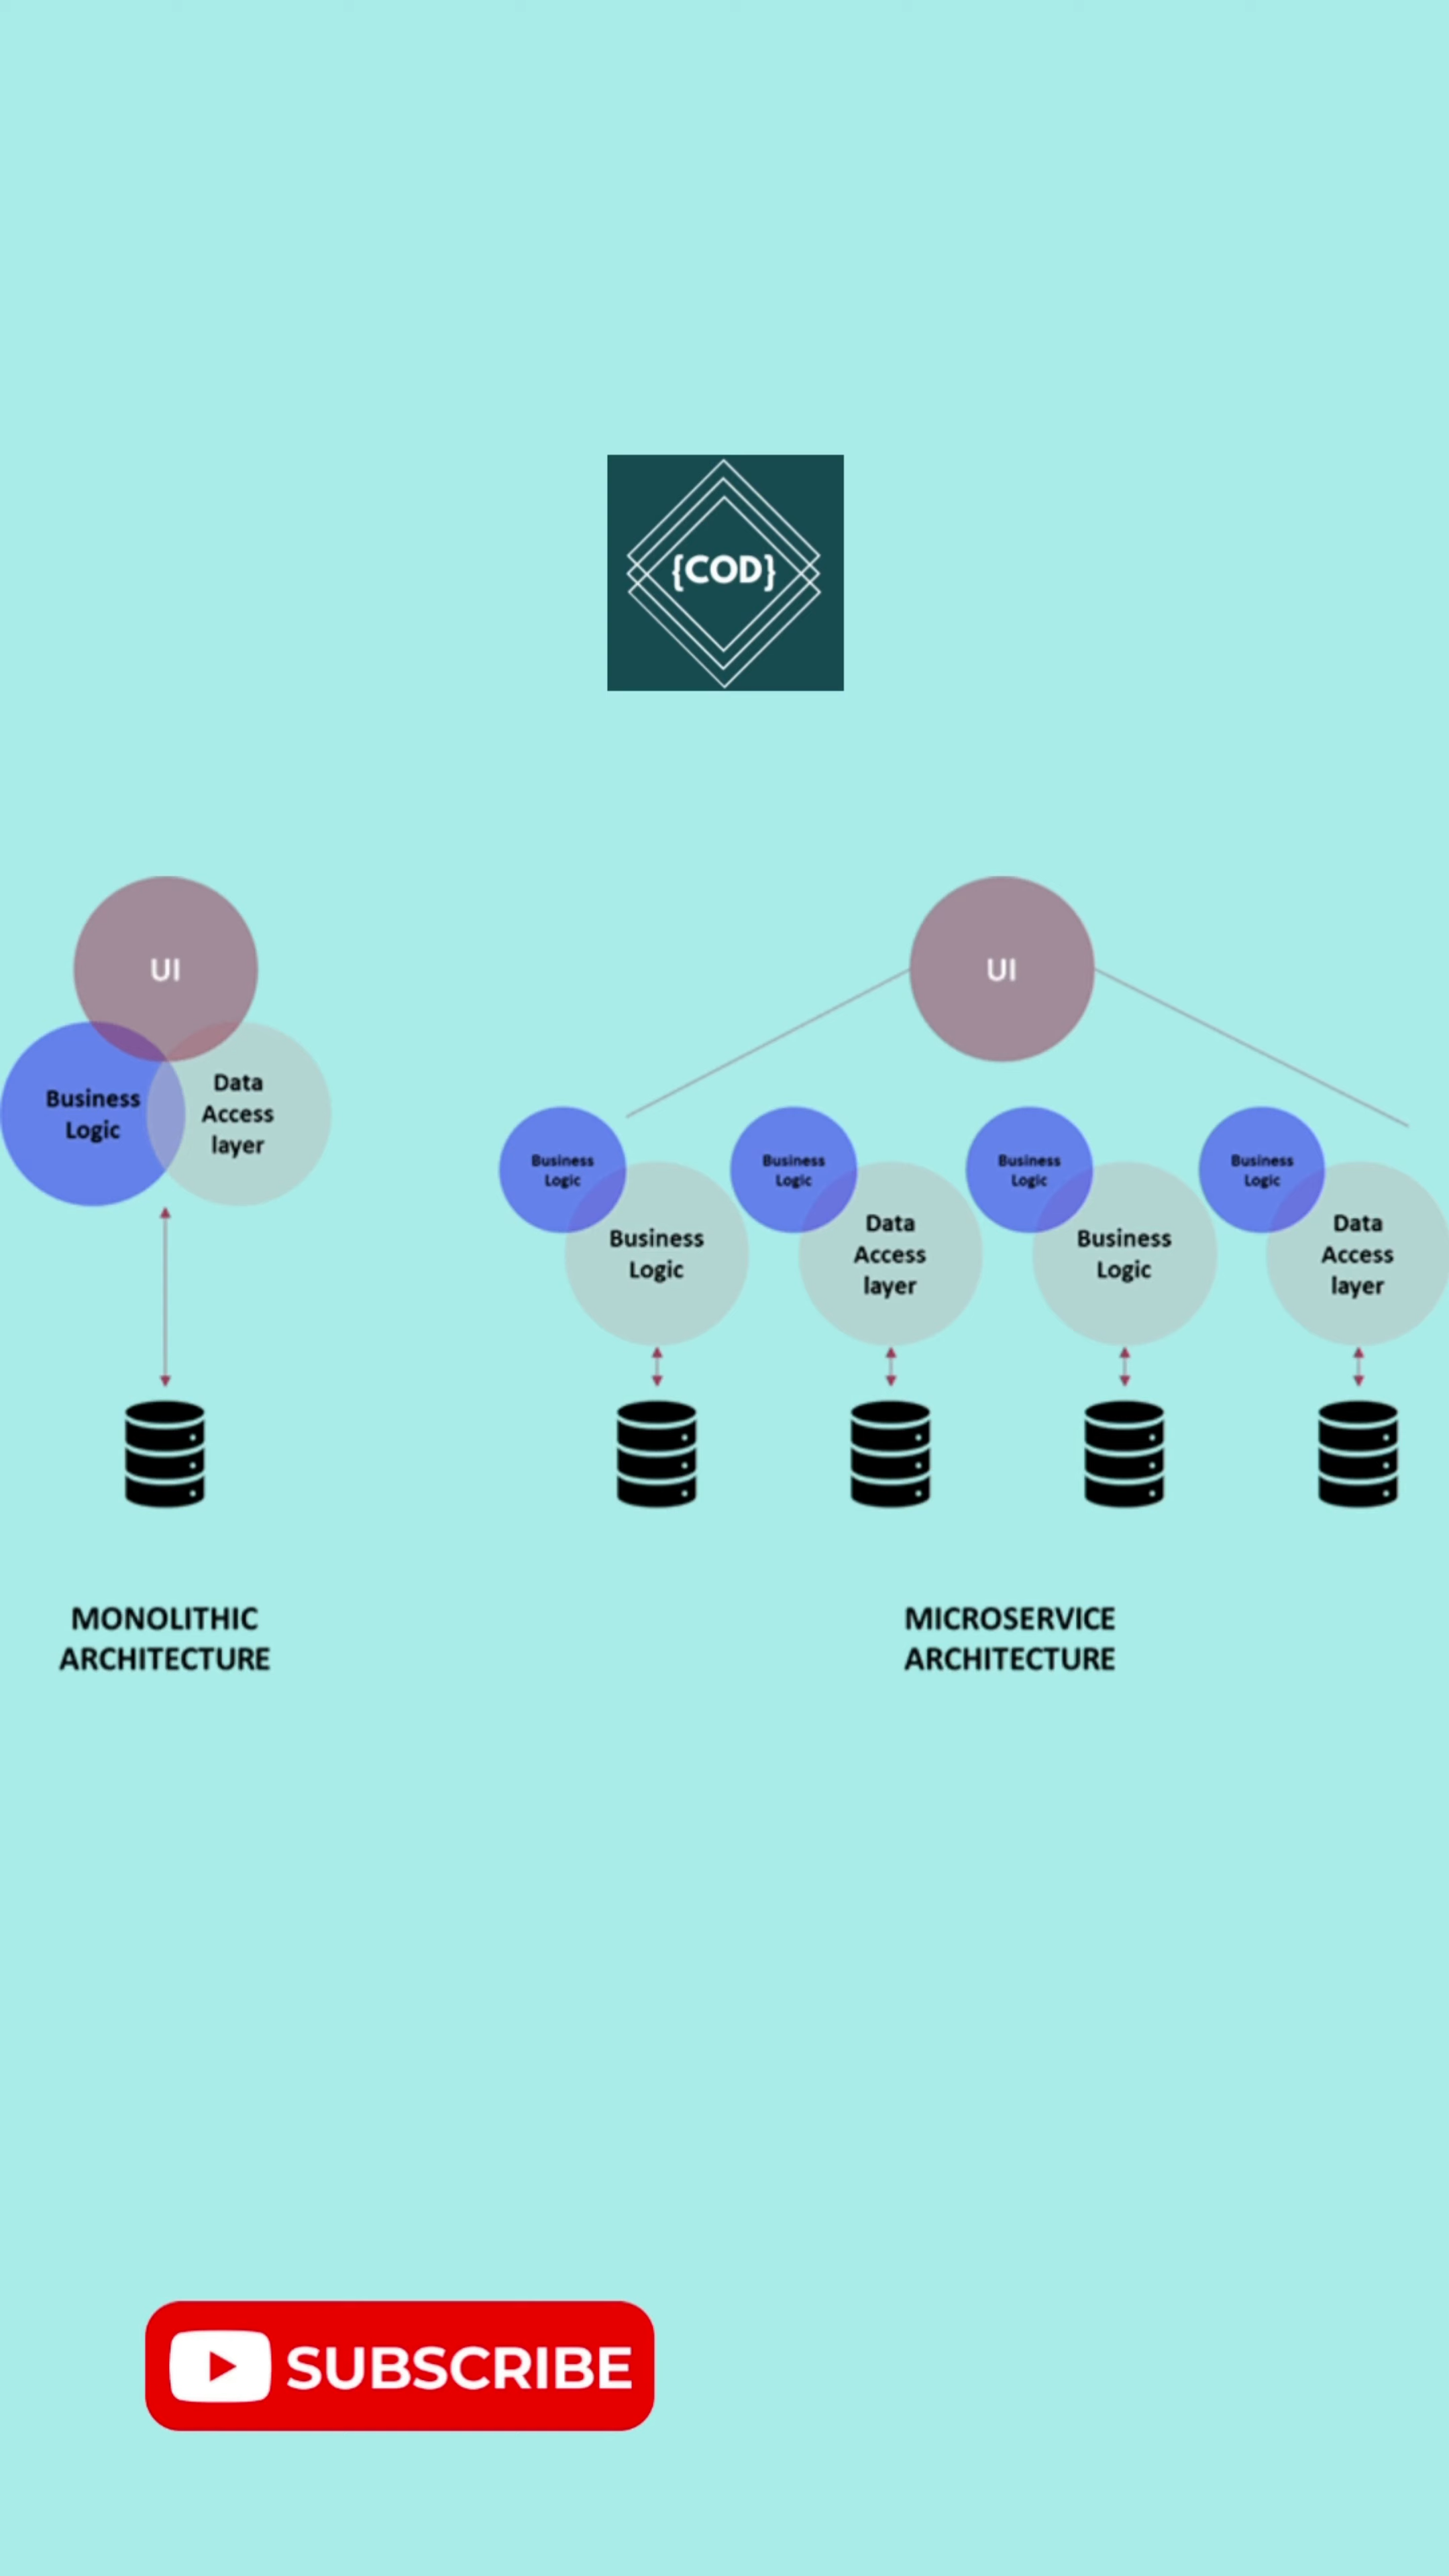 {COD}
UI
Business
Logic
Data
Access
layer
MONOLITHIC
ARCHITECTURE
UI
Business
Logic
Business
Logic
Business
Logic
Data
Access
layer
Business
Logic
Business
Logic
Business
Logic
Data
Access
layer
MICROSERVICE
ARCHITECTURE
SUBSCRIBE